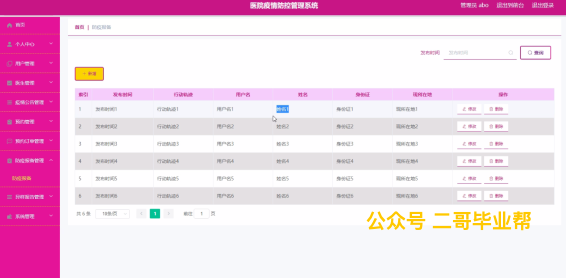 医院疫情防控管理系统
管理员 abo 退出到前台 退出登录
首页
个人中心
用户管理
医生管理
疫情公告管理
预约管理
预约订单管理
防疫报备管理
防疫报备
系统管理
首页 | 防疫报备
发布时间 发布时间 查询
+ 新增
索引 发布时间 行动轨迹 用户名 姓名 身份证 现所在地 操作
1 发布时间1 行动轨迹1 用户名1 姓名1 身份证1 现所在地1 修改 删除
2 发布时间2 行动轨迹2 用户名2 姓名2 身份证2 现所在地2 修改 删除
3 发布时间3 行动轨迹3 用户名3 姓名3 身份证3 现所在地3 修改 删除
4 发布时间4 行动轨迹4 用户名4 姓名4 身份证4 现所在地4 修改 删除
5 发布时间5 行动轨迹5 用户名5 姓名5 身份证5 现所在地5 修改 删除
6 发布时间6 行动轨迹6 用户名6 姓名6 身份证6 现所在地6 修改 删除
共 6 条 10条/页 1 前往 1 页
公众号 二哥毕业帮